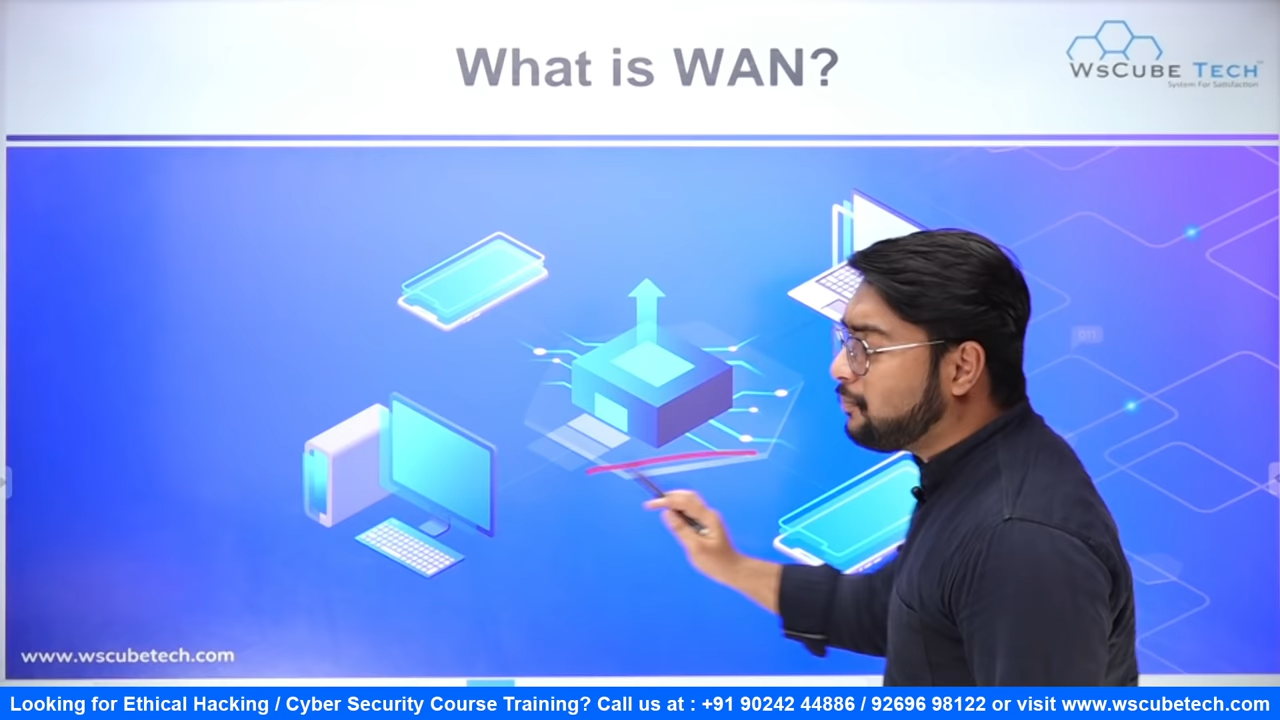 What is WAN?
WsCube Tech
System For Satisfaction
www.wscubetech.com
Looking for Ethical Hacking / Cyber Security Course Training? Call us at : +91 90242 44886 / 92696 98122 or visit www.wscubetech.com